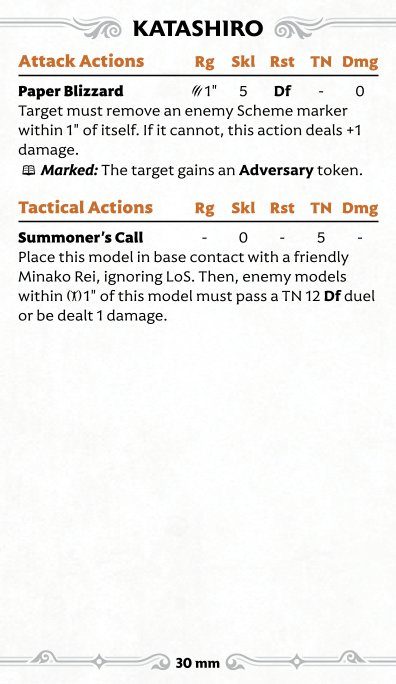 KATASHIRO
Attack Actions Rg Skl Rst TN Dmg
Paper Blizzard 1" 5 Df - 0
Target must remove an enemy Scheme marker
within 1" of itself. If it cannot, this action deals +1
damage.
Marked: The target gains an Adversary token.
Tactical Actions Rg Skl Rst TN Dmg
Summoner's Call - 0 - 5 -
Place this model in base contact with a friendly
Minako Rei, ignoring LoS. Then, enemy models
within 1" of this model must pass a TN 12 Df duel
or be dealt 1 damage.
30 mm